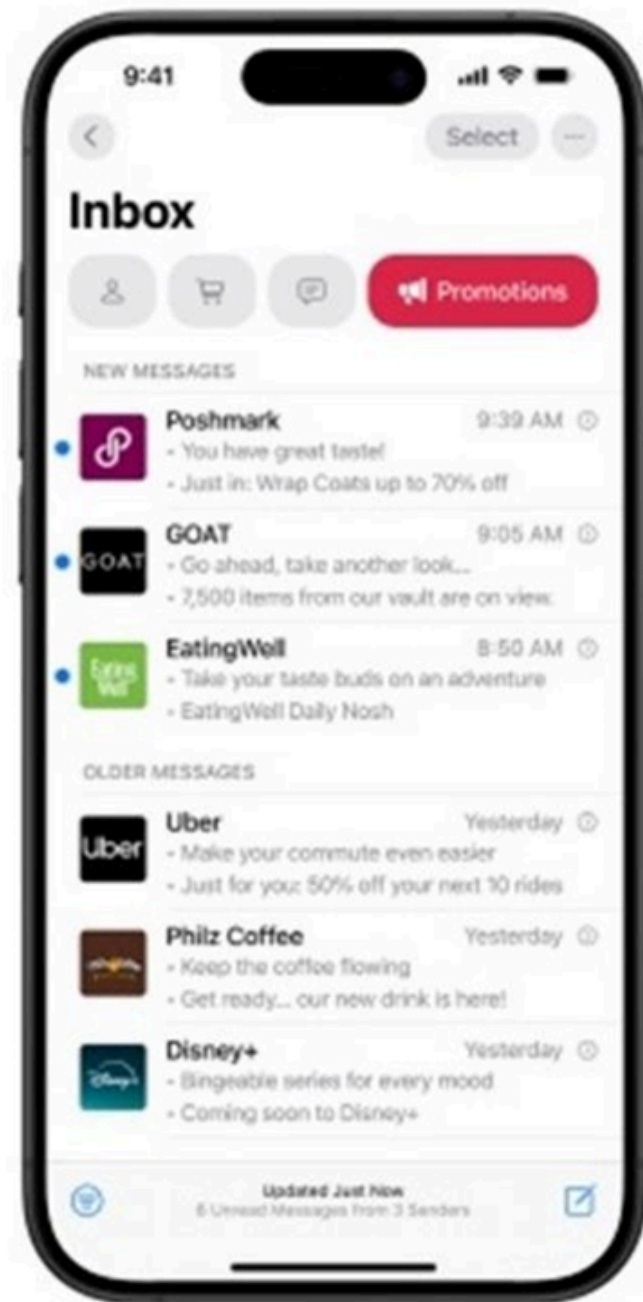 9:41
Select
Inbox
Promotions
NEW MESSAGES
Poshmark 9:39 AM
• You have great taste!
• Just in: Wrap Coats up to 70% off
GOAT
GOAT 9:05 AM
• Go ahead, take another look...
• 7,500 items from our vault are on view.
Eating
Well
EatingWell 8:50 AM
• Take your taste buds on an adventure
• EatingWell Daily Nosh
OLDER MESSAGES
Uber
Uber Yesterday
• Make your commute even easier
• Just for you: 50% off your next 10 rides
Philz Coffee Yesterday
• Keep the coffee flowing
• Get ready... our new drink is here!
Disney+
Disney+ Yesterday
• Bingeable series for every mood
• Coming soon to Disney+
Updated Just Now
6 Unread Messages from 3 Senders